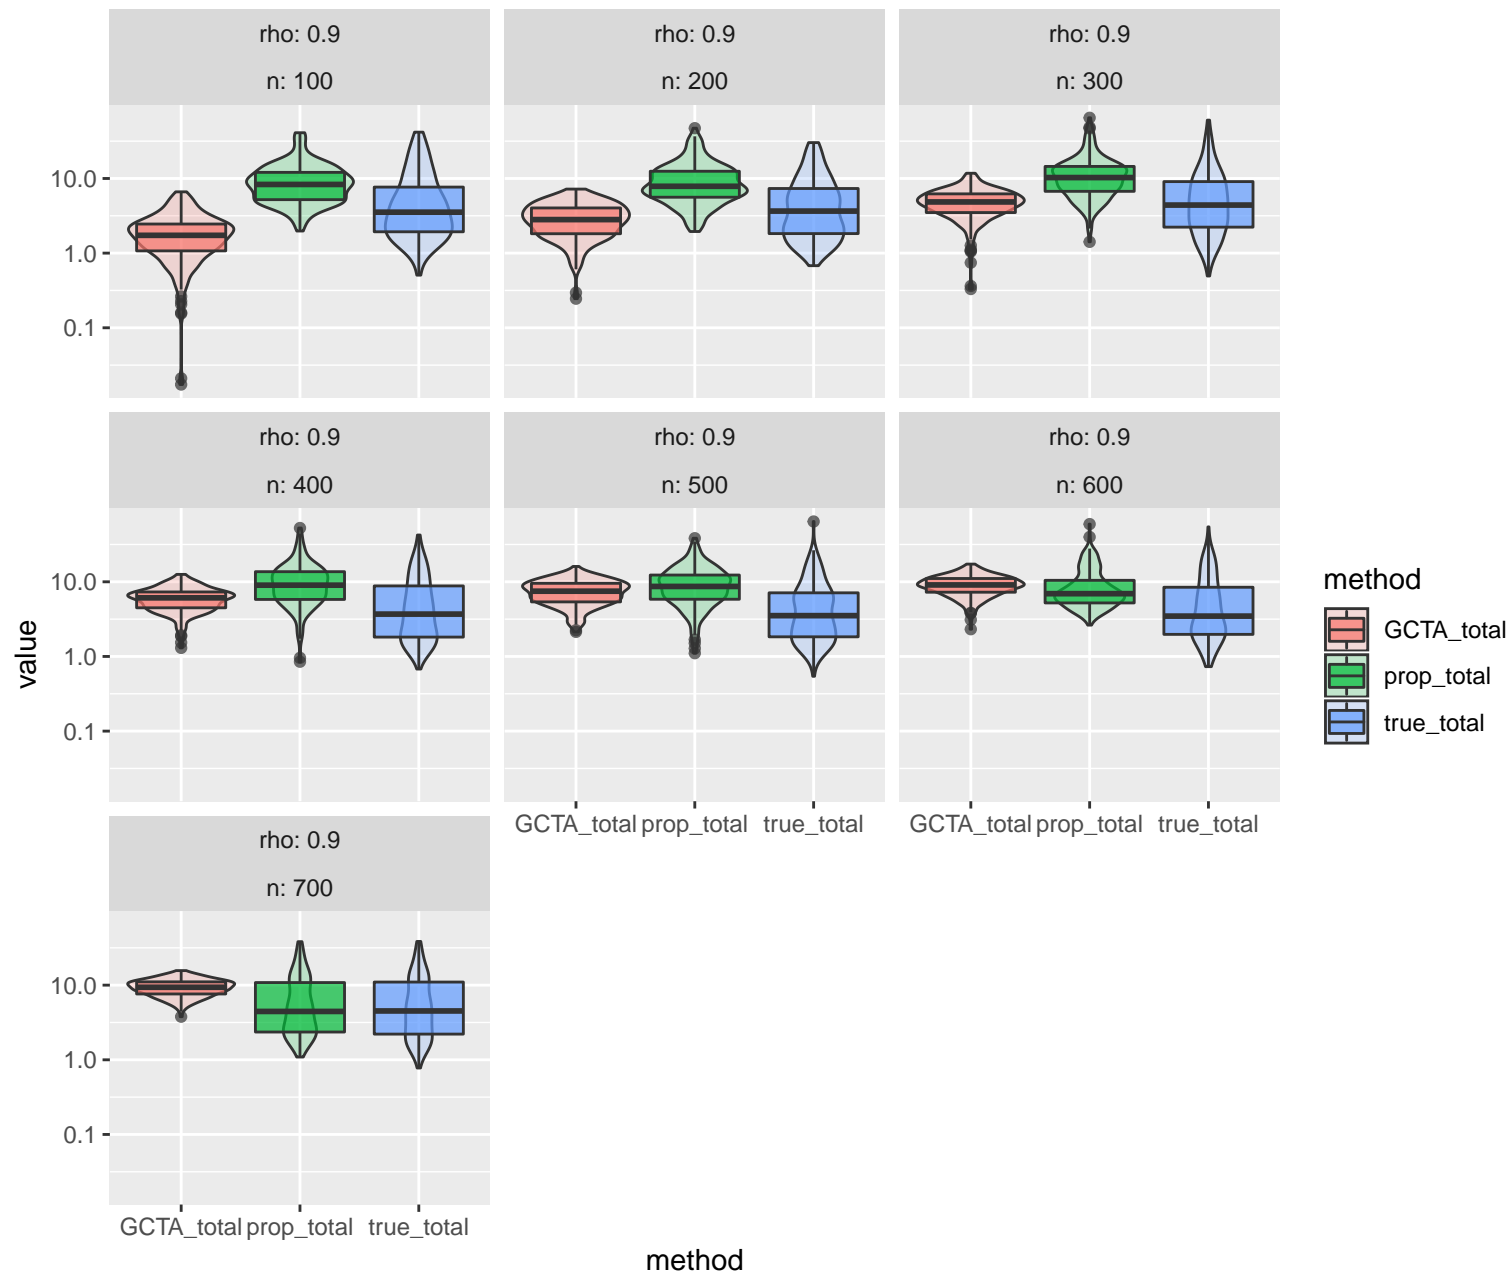 rho: 0.9
n: 100
rho: 0.9
n: 200
rho: 0.9
n: 300
10.0
1.0
0.1
rho: 0.9
n: 400
rho: 0.9
n: 500
rho: 0.9
n: 600
10.0
1.0
0.1
GCTA_total prop_total true_total
GCTA_total prop_total true_total
rho: 0.9
n: 700
10.0
1.0
0.1
GCTA_total prop_total true_total
value
method
method
GCTA_total
prop_total
true_total